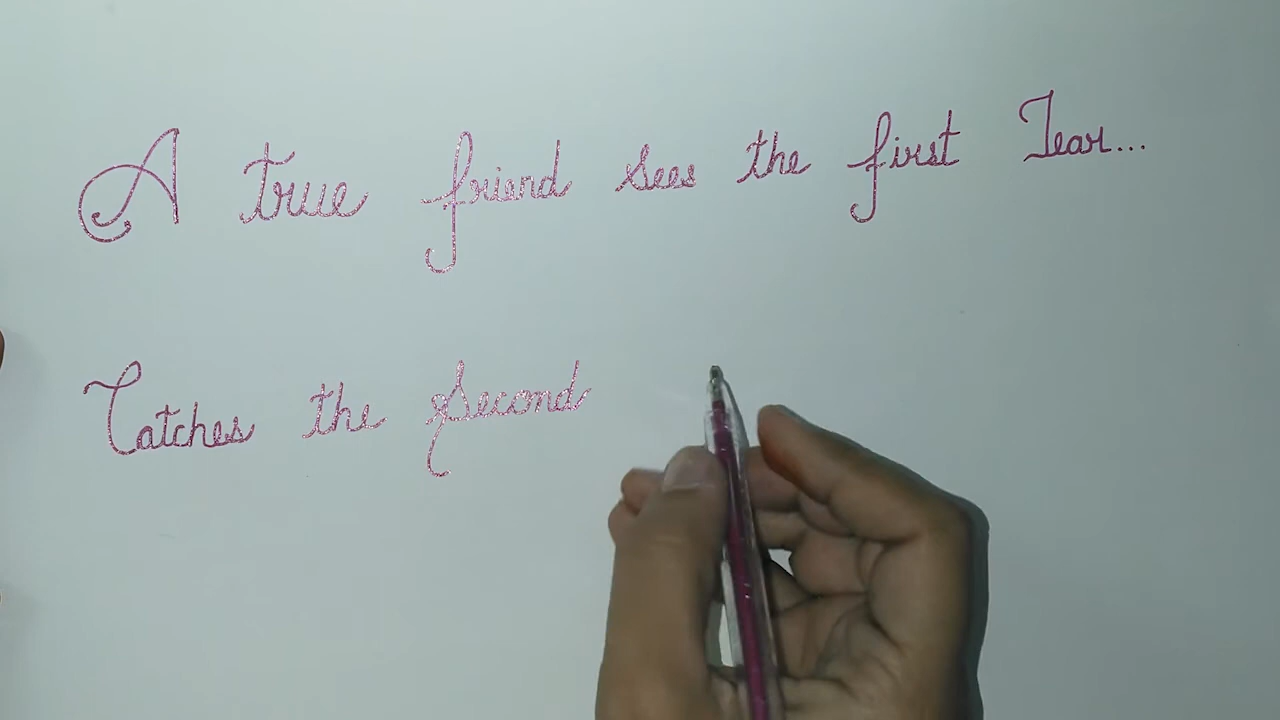 A true friend sees the first Tear...
Catches the Second